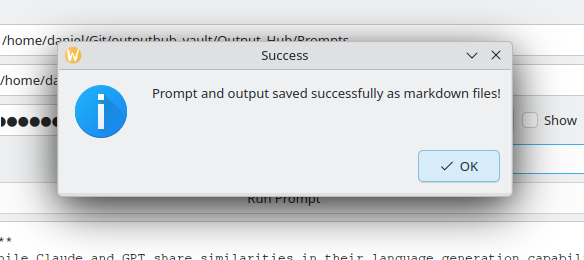 /home/daniel/Git/outputhub_vault/Output_Hub/Prompts
Success
/home/da
Prompt and output saved successfully as markdown files!
Show
OK
Run Prompt
**
hile Claude and GPT share similarities in their language generation capabil